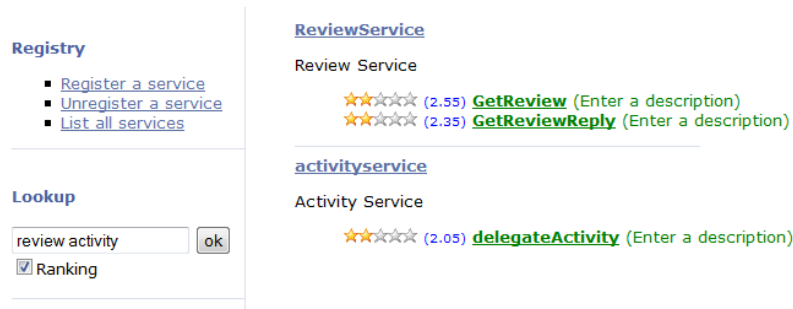 Registry
Register a service
Unregister a service
List all services
Lookup
review activity
ok
Ranking
ReviewService
Review Service
(2.55) GetReview (Enter a description)
(2.35) GetReviewReply (Enter a description)
activityservice
Activity Service
(2.05) delegateActivity (Enter a description)